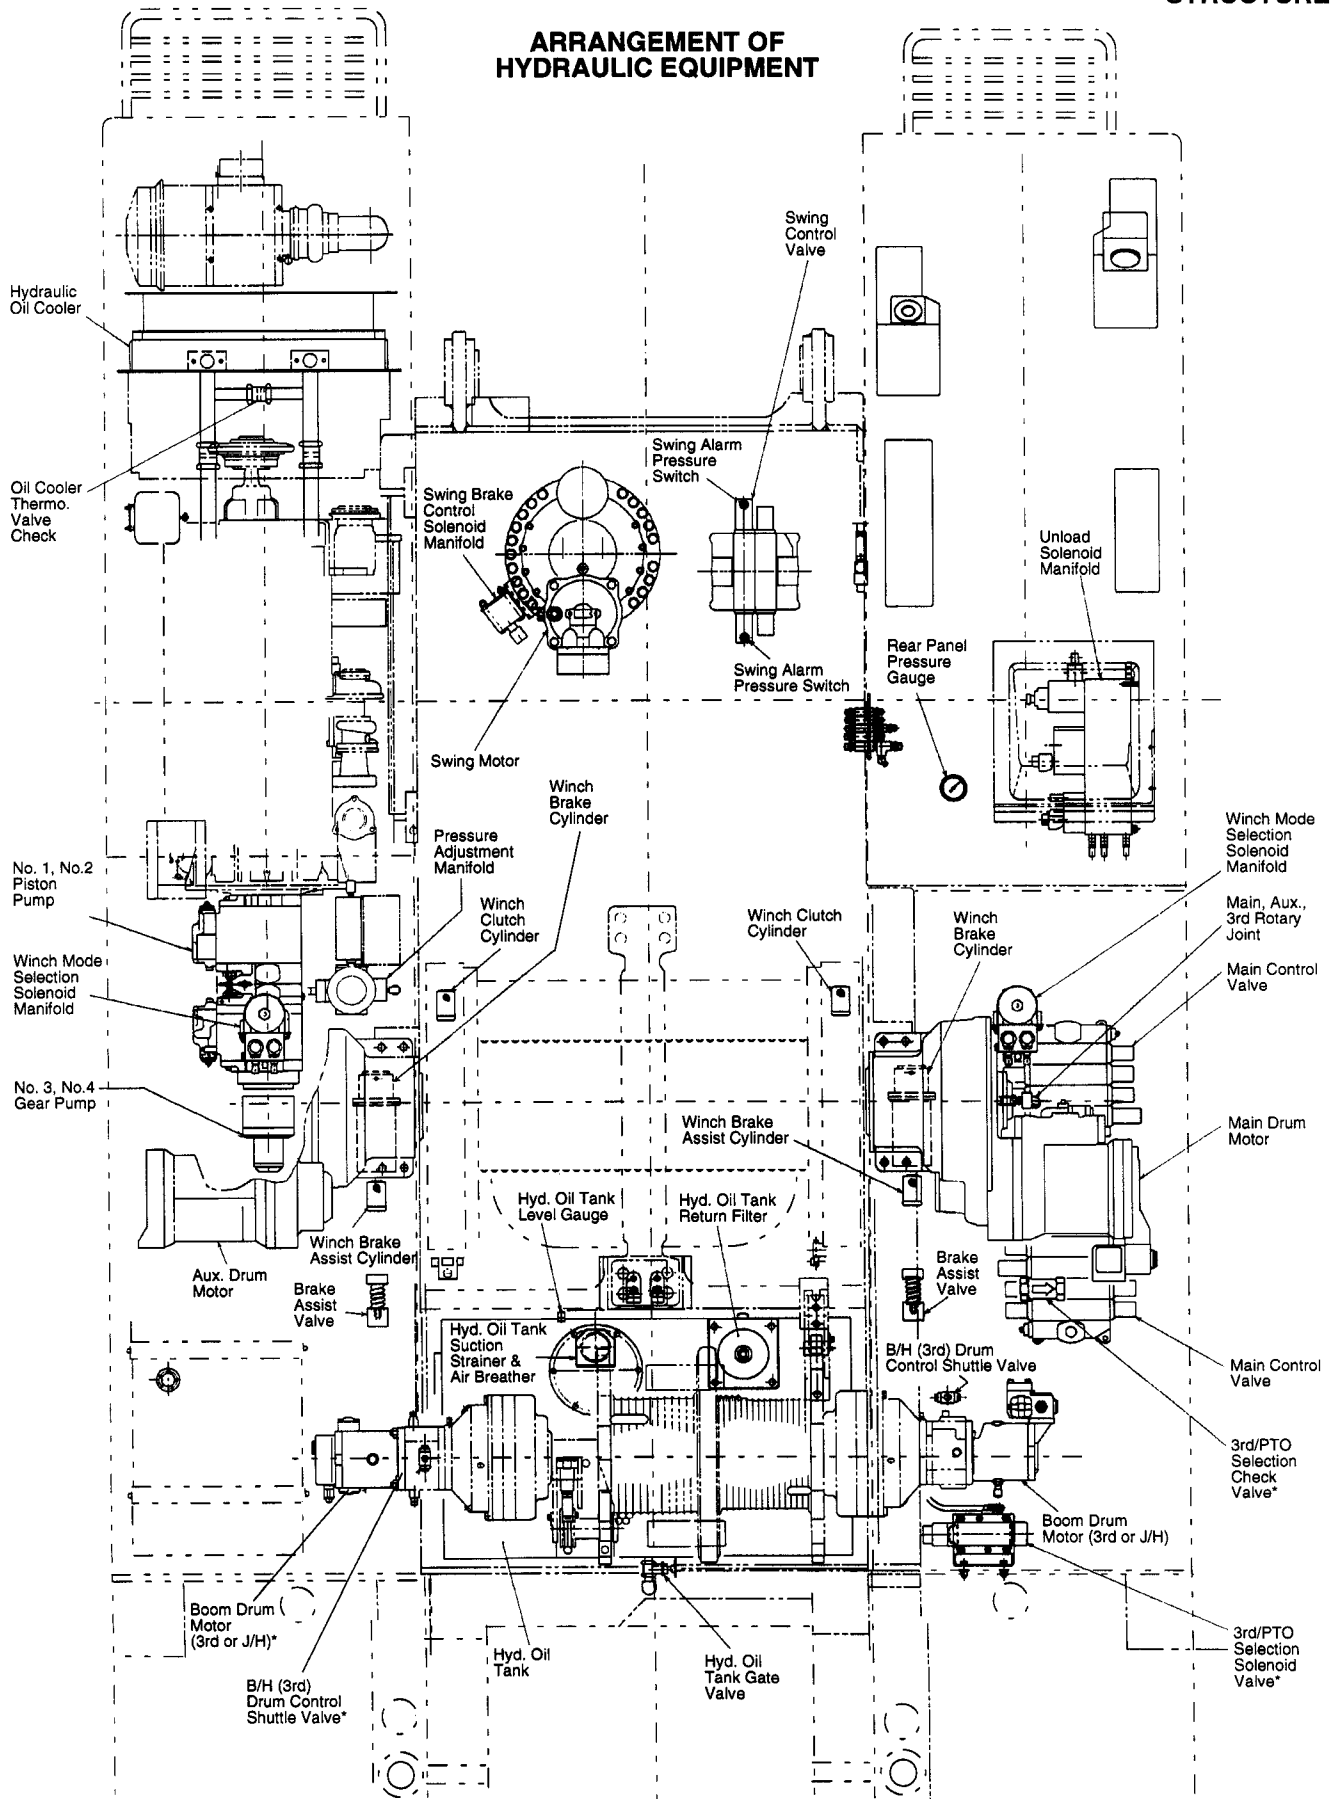 ARRANGEMENT OF
HYDRAULIC EQUIPMENT
Swing
Control
Valve
Hydraulic
Oil Cooler
Swing Alarm
Pressure
Switch
Oil Cooler
Thermo.
Valve
Check
Swing Brake
Control
Solenoid
Manifold
Unload
Solenoid
Manifold
Rear Panel
Pressure
Gauge
Swing Alarm
Pressure Switch
Swing Motor
Winch
Brake
Cylinder
Pressure
Adjustment
Manifold
Winch Mode
Selection
Solenoid
Manifold
No. 1, No.2
Piston
Pump
Winch
Clutch
Cylinder
Winch Clutch
Cylinder
Winch
Brake
Cylinder
Main, Aux.,
3rd Rotary
Joint
Winch Mode
Selection
Solenoid
Manifold
Main Control
Valve
No. 3, No.4
Gear Pump
Winch Brake
Assist Cylinder
Main Drum
Motor
Hyd. Oil Tank
Level Gauge
Hyd. Oil Tank
Return Filter
Winch Brake
Assist Cylinder
Aux. Drum
Motor
Brake
Assist
Valve
Brake
Assist
Valve
Hyd. Oil Tank
Suction
Strainer &
Air Breather
B/H (3rd) Drum
Control Shuttle Valve
Main Control
Valve
3rd/PTO
Selection
Check
Valve*
Boom Drum
Motor (3rd or J/H)
Boom Drum
Motor
(3rd or J/H)*
Hyd. Oil
Tank
Hyd. Oil
Tank Gate
Valve
3rd/PTO
Selection
Solenoid
Valve*
B/H (3rd)
Drum Control
Shuttle Valve*